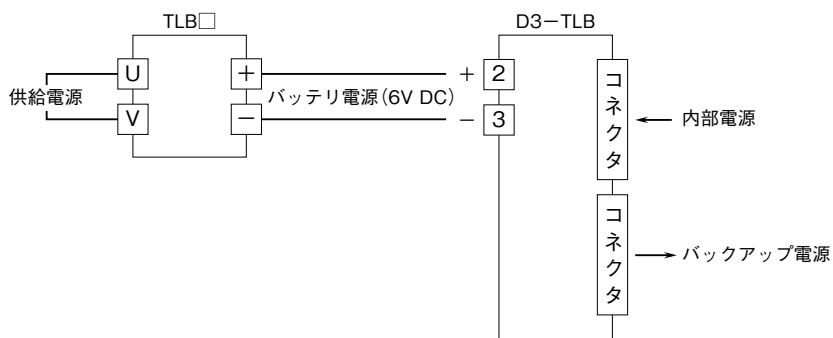 TLB□
D3－TLB
供給電源
U
V
＋
－
バッテリ電源(6V DC)
＋
－
2
3
コネクタ
内部電源
コネクタ
バックアップ電源